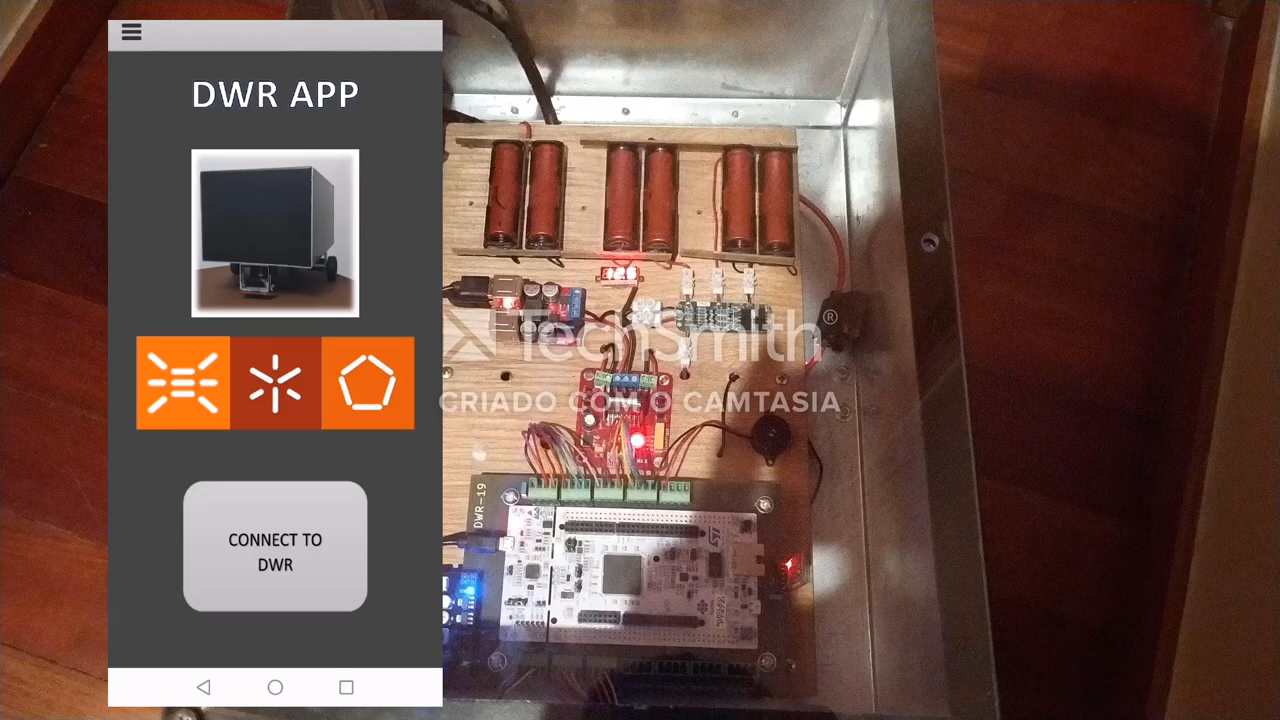 DWR APP
CONNECT TO
DWR
TechSmith®
CRIADO COM O CAMTASIA
DWR-19